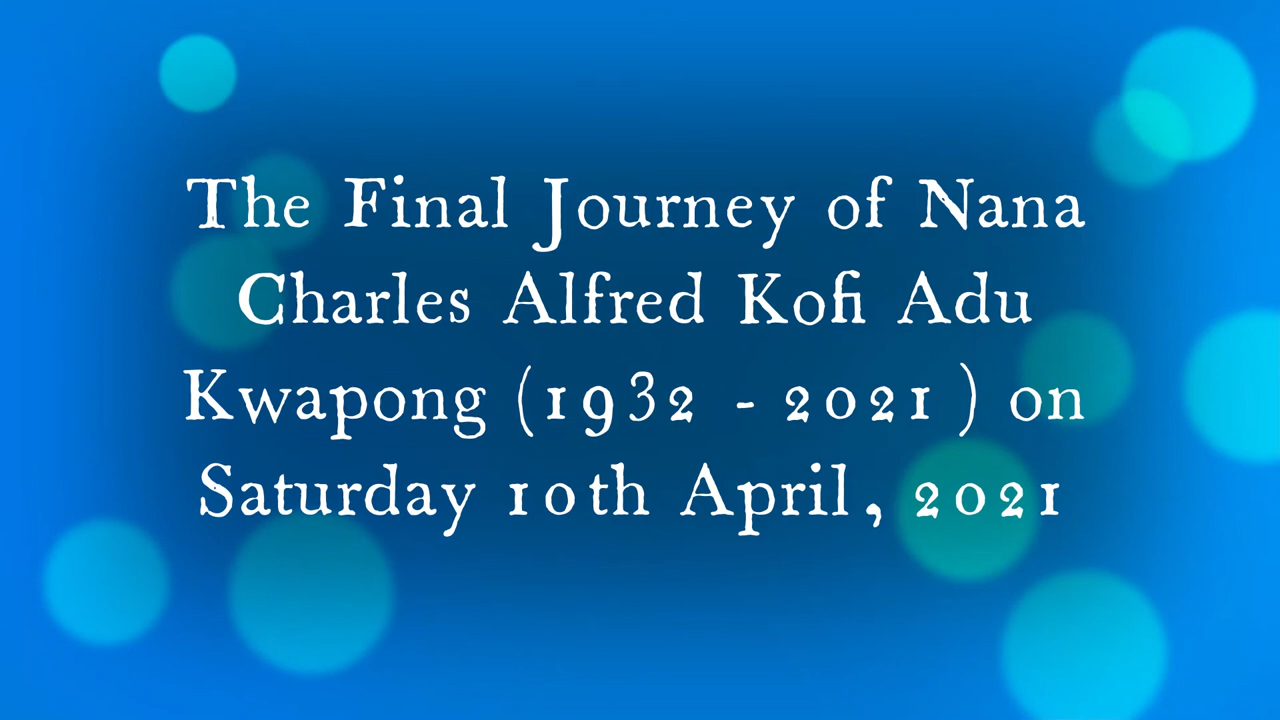 The Final Journey of Nana
Charles Alfred Kofi Adu
Kwapong (1932 - 2021 ) on
Saturday 10th April, 2021